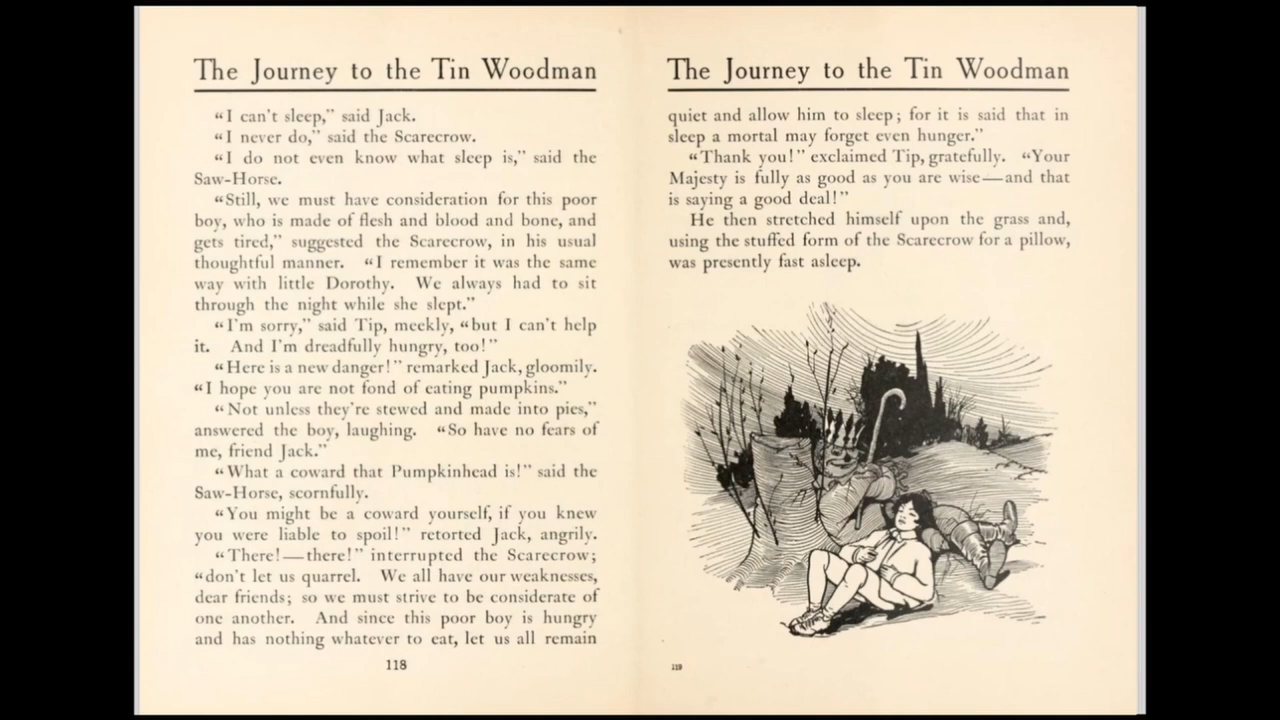 The Journey to the Tin Woodman
“I can't sleep,” said Jack.
“I never do,” said the Scarecrow.
“I do not even know what sleep is,” said the
Saw-Horse.
“Still, we must have consideration for this poor
boy, who is made of flesh and blood and bone, and
gets tired,” suggested the Scarecrow, in his usual
thoughtful manner. “I remember it was the same
way with little Dorothy. We always had to sit
through the night while she slept.”
“I'm sorry,” said Tip, meekly, “but I can't help
it. And I'm dreadfully hungry, too!”
“Here is a new danger!” remarked Jack, gloomily.
“I hope you are not fond of eating pumpkins.”
“Not unless they're stewed and made into pies,”
answered the boy, laughing. “So have no fears of
me, friend Jack.”
“What a coward that Pumpkinhead is!” said the
Saw-Horse, scornfully.
“You might be a coward yourself, if you knew
you were liable to spoil!” retorted Jack, angrily.
“There!—there!” interrupted the Scarecrow;
“don't let us quarrel. We all have our weaknesses,
dear friends; so we must strive to be considerate of
one another. And since this poor boy is hungry
and has nothing whatever to eat, let us all remain
118
The Journey to the Tin Woodman
quiet and allow him to sleep; for it is said that in
sleep a mortal may forget even hunger.”
“Thank you!” exclaimed Tip, gratefully. “Your
Majesty is fully as good as you are wise—and that
is saying a good deal!”
He then stretched himself upon the grass and,
using the stuffed form of the Scarecrow for a pillow,
was presently fast asleep.
119